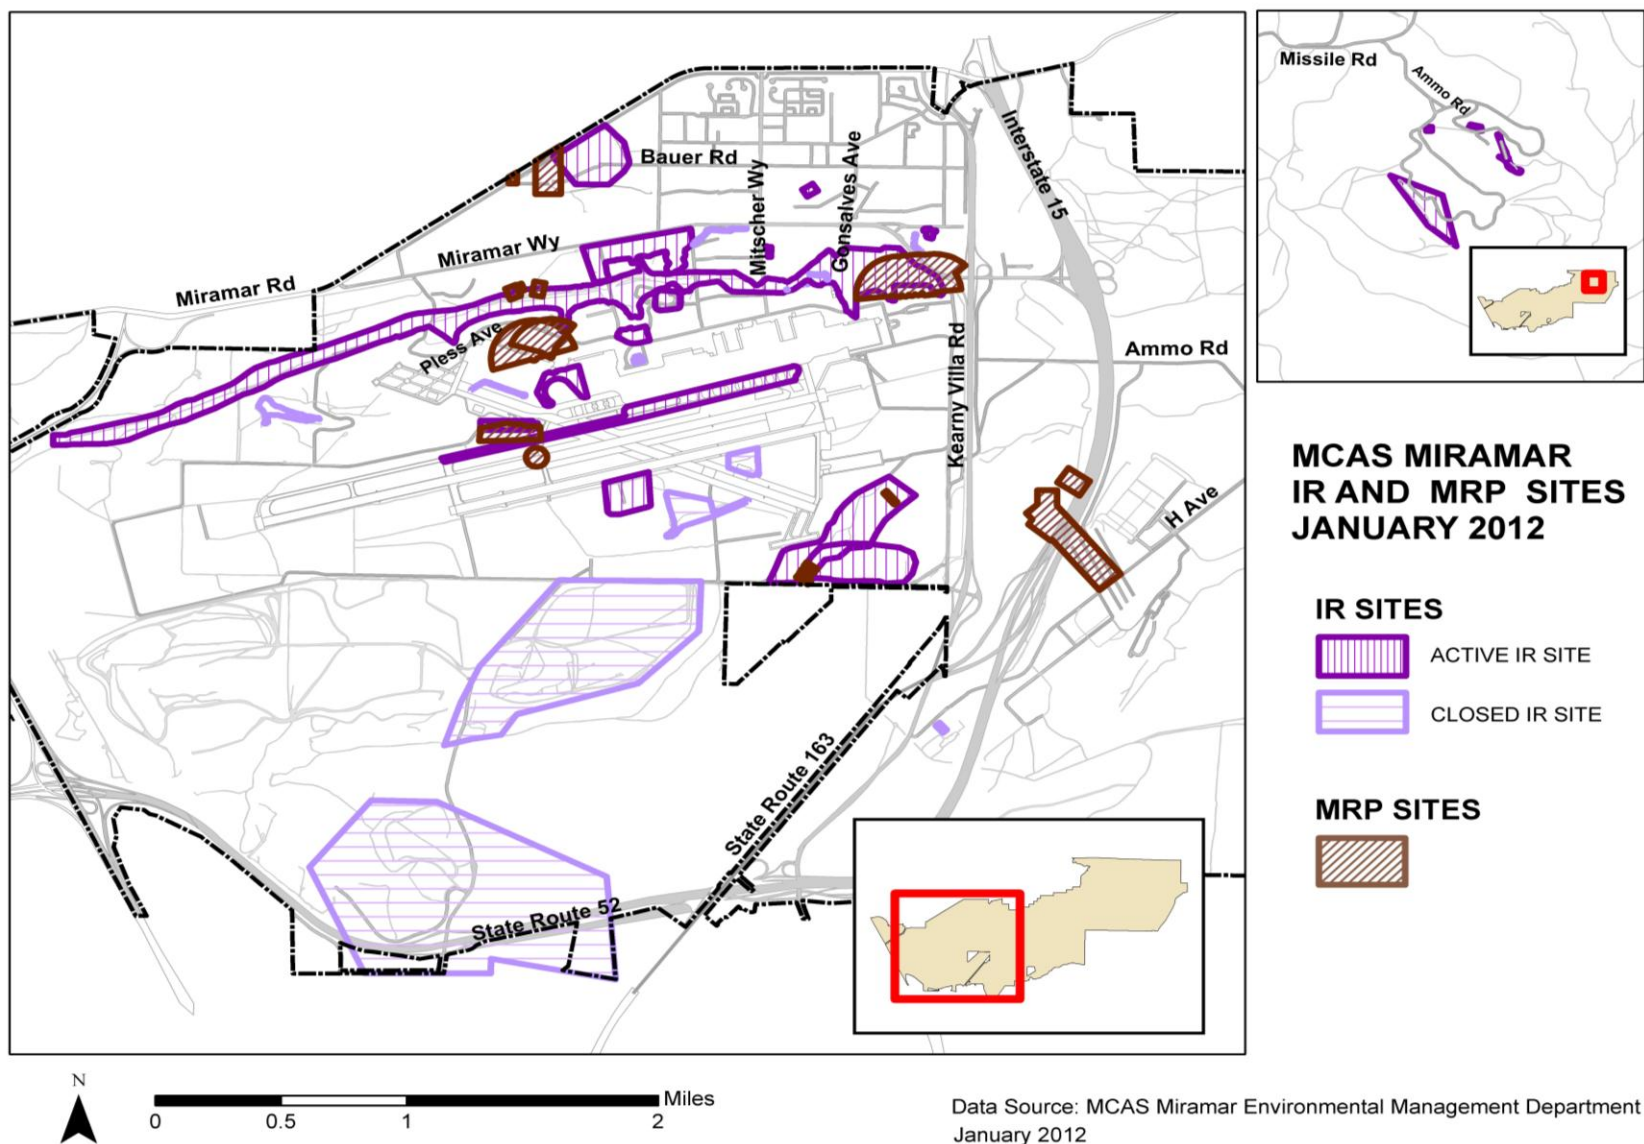 Missile Rd
Ammo Rd
Bauer Rd
Mitscher Wy
Gonsalves Ave
Interstate 15
Miramar Wy
Miramar Rd
Pless Ave
Kearny Villa Rd
Ammo Rd
H Ave
State Route 163
State Route 52
MCAS MIRAMAR
IR AND MRP SITES
JANUARY 2012
IR SITES
ACTIVE IR SITE
CLOSED IR SITE
MRP SITES
N
0 0.5 1 2 Miles
Data Source: MCAS Miramar Environmental Management Department
January 2012